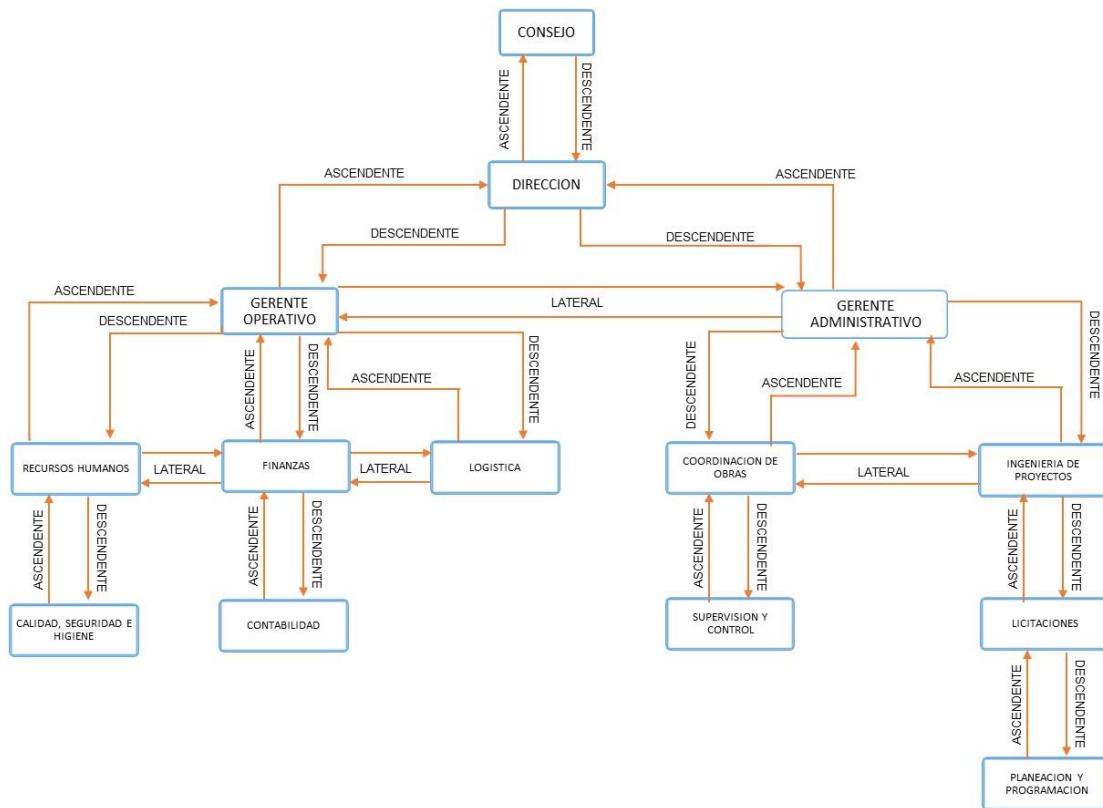 CONSEJO
ASCENDENTE
DESCENDENTE
DIRECCION
ASCENDENTE
ASCENDENTE
DESCENDENTE
DESCENDENTE
GERENTE
OPERATIVO
LATERAL
GERENTE
ADMINISTRATIVO
ASCENDENTE
DESCENDENTE
ASCENDENTE
DESCENDENTE
ASCENDENTE
DESCENDENTE
DESCENDENTE
ASCENDENTE
ASCENDENTE
DESCENDENTE
RECURSOS HUMANOS
LATERAL
FINANZAS
LATERAL
LOGISTICA
COORDINACION DE
OBRAS
LATERAL
INGENIERIA DE
PROYECTOS
ASCENDENTE
DESCENDENTE
ASCENDENTE
DESCENDENTE
ASCENDENTE
DESCENDENTE
ASCENDENTE
DESCENDENTE
CALIDAD, SEGURIDAD E
HIGIENE
CONTABILIDAD
SUPERVISION Y
CONTROL
LICITACIONES
ASCENDENTE
DESCENDENTE
PLANEACION Y
PROGRAMACION